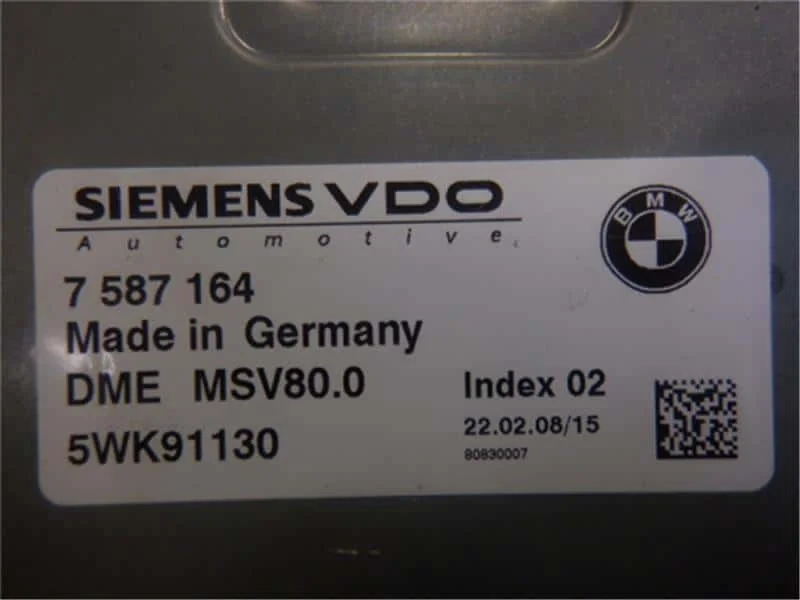 SIEMENS VDO
Automotive
BMW
7 587 164
Made in Germany
DME MSV80.0
Index 02
5WK91130
22.02.08/15
80830007